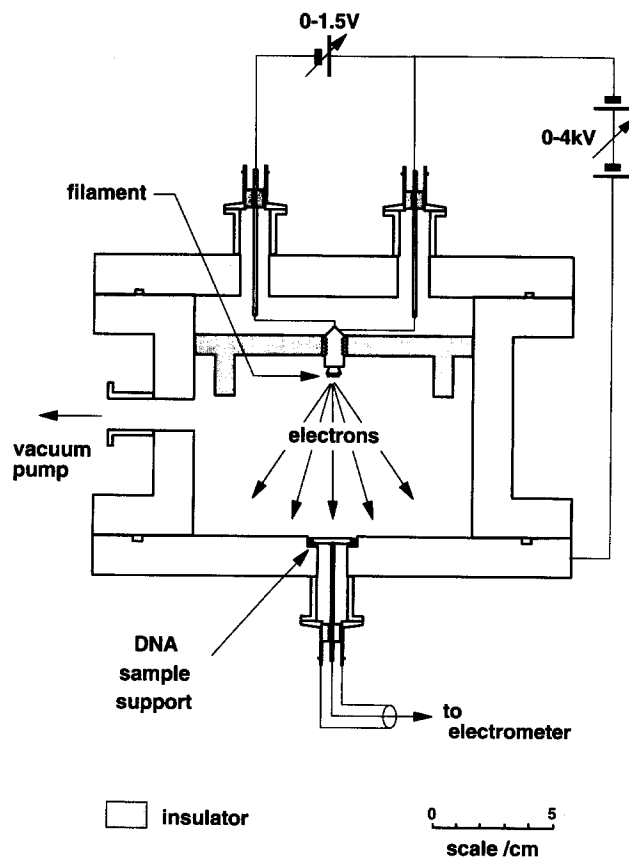 0-1.5V
0-4kV
filament
electrons
vacuum
pump
DNA
sample
support
to
electrometer
insulator
0
5
scale /cm